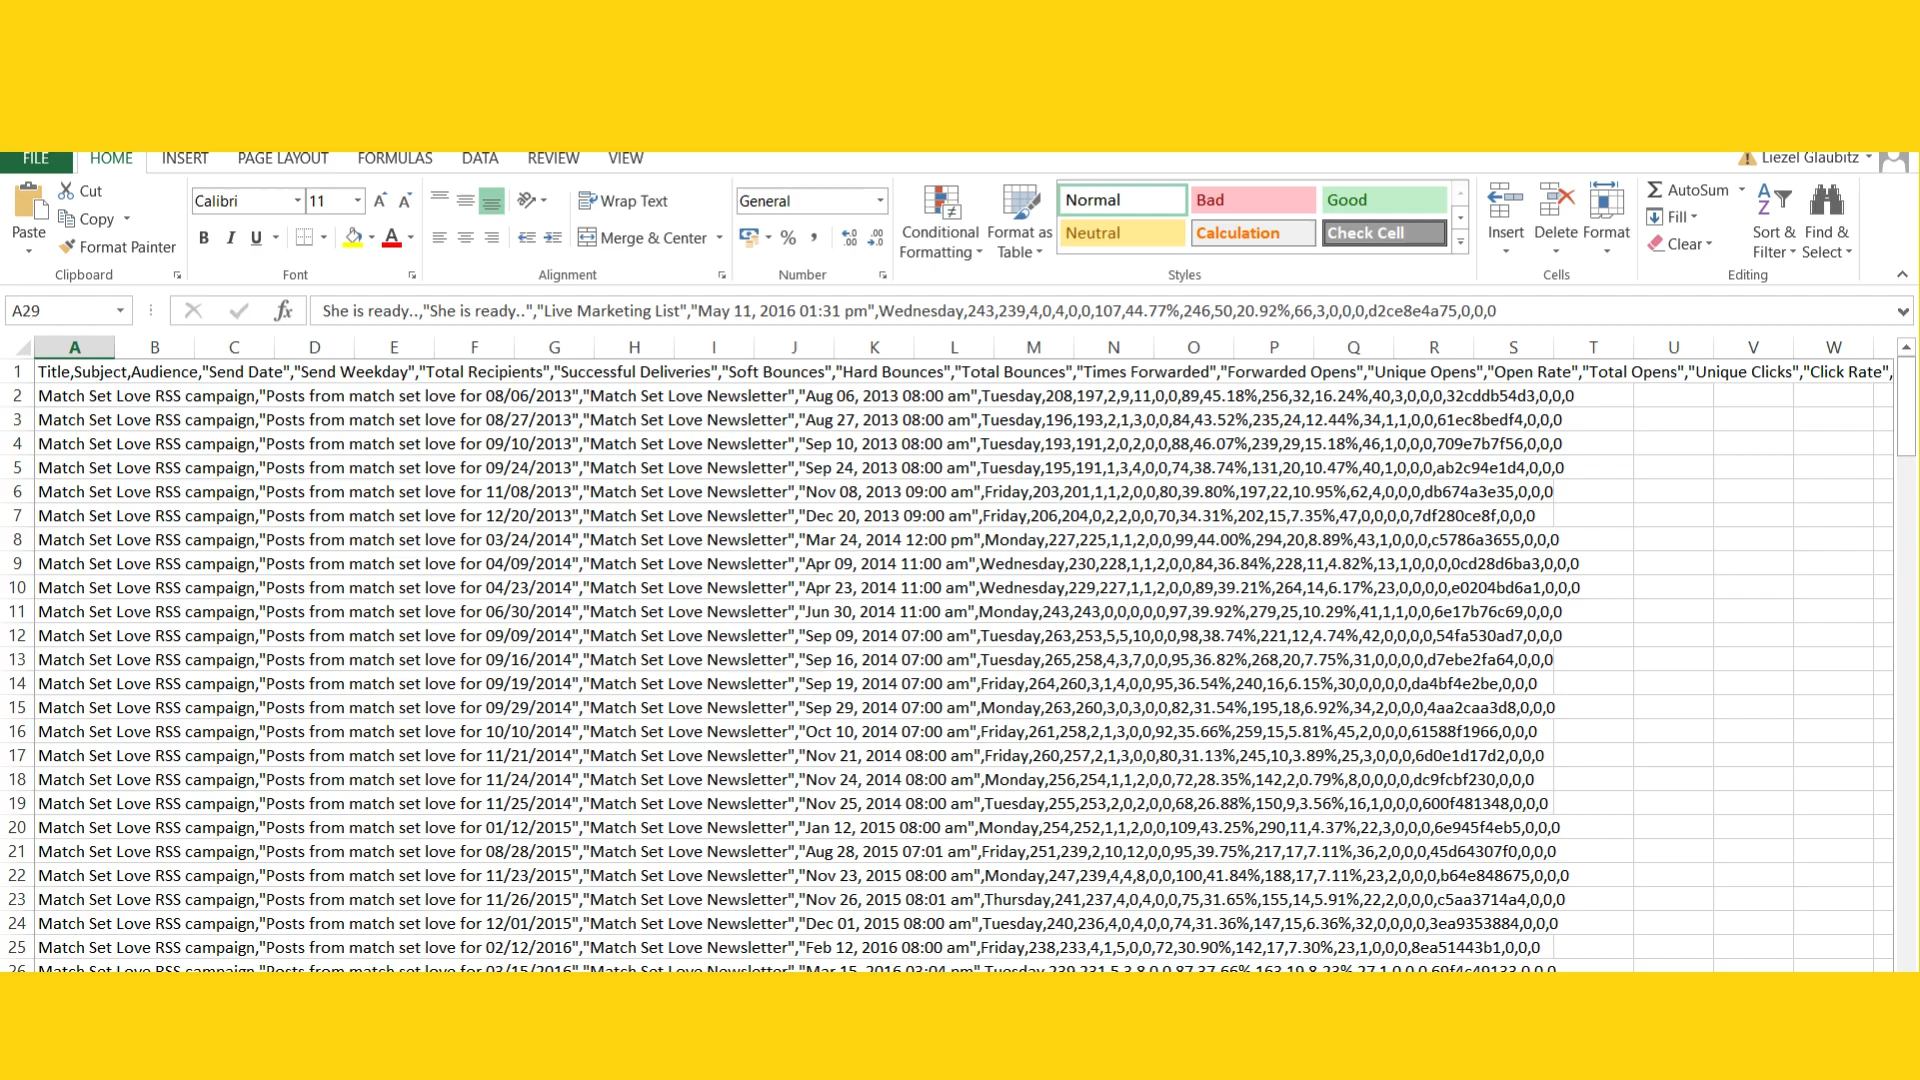 FILE HOME INSERT PAGE LAYOUT FORMULAS DATA REVIEW VIEW Liezel Glaubitz
Paste Cut Copy Format Painter Clipboard
Calibri 11 A A B I U A Font
Wrap Text Merge & Center Alignment
General % Number
Conditional Formatting Format as Table
Normal Bad Good
Neutral Calculation Check Cell
Styles
Insert Delete Format Cells
AutoSum Fill Clear Sort & Filter Find & Select Editing
A29 fx She is ready..,"She is ready..","Live Marketing List","May 11, 2016 01:31 pm",Wednesday,243,239,4,0,4,0,0,107,44.77%,246,50,20.92%,66,3,0,0,0,d2ce8e4a75,0,0,0
A B C D E F G H I J K L M N O P Q R S T U V W
1 Title,Subject,Audience,"Send Date","Send Weekday","Total Recipients","Successful Deliveries","Soft Bounces","Hard Bounces","Total Bounces","Times Forwarded","Forwarded Opens","Unique Opens","Open Rate","Total Opens","Unique Clicks","Click Rate",
2 Match Set Love RSS campaign,"Posts from match set love for 08/06/2013","Match Set Love Newsletter","Aug 06, 2013 08:00 am",Tuesday,208,197,2,9,11,0,0,89,45.18%,256,32,16.24%,40,3,0,0,0,32cddb54d3,0,0,0
3 Match Set Love RSS campaign,"Posts from match set love for 08/27/2013","Match Set Love Newsletter","Aug 27, 2013 08:00 am",Tuesday,196,193,2,1,3,0,0,84,43.52%,235,24,12.44%,34,1,1,0,0,61ec8bedf4,0,0,0
4 Match Set Love RSS campaign,"Posts from match set love for 09/10/2013","Match Set Love Newsletter","Sep 10, 2013 08:00 am",Tuesday,193,191,2,0,2,0,0,88,46.07%,239,29,15.18%,46,1,0,0,0,709e7b7f56,0,0,0
5 Match Set Love RSS campaign,"Posts from match set love for 09/24/2013","Match Set Love Newsletter","Sep 24, 2013 08:00 am",Tuesday,195,191,1,3,4,0,0,74,38.74%,131,20,10.47%,40,1,0,0,0,ab2c94e1d4,0,0,0
6 Match Set Love RSS campaign,"Posts from match set love for 11/08/2013","Match Set Love Newsletter","Nov 08, 2013 09:00 am",Friday,203,201,1,1,2,0,0,80,39.80%,197,22,10.95%,62,4,0,0,0,db674a3e35,0,0,0
7 Match Set Love RSS campaign,"Posts from match set love for 12/20/2013","Match Set Love Newsletter","Dec 20, 2013 09:00 am",Friday,206,204,0,2,2,0,0,70,34.31%,202,15,7.35%,47,0,0,0,0,7df280ce8f,0,0,0
8 Match Set Love RSS campaign,"Posts from match set love for 03/24/2014","Match Set Love Newsletter","Mar 24, 2014 12:00 pm",Monday,227,225,1,1,2,0,0,99,44.00%,294,20,8.89%,43,1,0,0,0,c5786a3655,0,0,0
9 Match Set Love RSS campaign,"Posts from match set love for 04/09/2014","Match Set Love Newsletter","Apr 09, 2014 11:00 am",Wednesday,230,228,1,1,2,0,0,84,36.84%,228,11,4.82%,13,1,0,0,0,0cd28d6ba3,0,0,0
10 Match Set Love RSS campaign,"Posts from match set love for 04/23/2014","Match Set Love Newsletter","Apr 23, 2014 11:00 am",Wednesday,229,227,1,1,2,0,0,89,39.21%,264,14,6.17%,23,0,0,0,0,e0204bd6a1,0,0,0
11 Match Set Love RSS campaign,"Posts from match set love for 06/30/2014","Match Set Love Newsletter","Jun 30, 2014 11:00 am",Monday,243,243,0,0,0,0,0,97,39.92%,279,25,10.29%,41,1,1,0,0,6e17b76c69,0,0,0
12 Match Set Love RSS campaign,"Posts from match set love for 09/09/2014","Match Set Love Newsletter","Sep 09, 2014 07:00 am",Tuesday,263,253,5,5,10,0,0,98,38.74%,221,12,4.74%,42,0,0,0,0,54fa530ad7,0,0,0
13 Match Set Love RSS campaign,"Posts from match set love for 09/16/2014","Match Set Love Newsletter","Sep 16, 2014 07:00 am",Tuesday,265,258,4,3,7,0,0,95,36.82%,268,20,7.75%,31,0,0,0,0,d7ebe2fa64,0,0,0
14 Match Set Love RSS campaign,"Posts from match set love for 09/19/2014","Match Set Love Newsletter","Sep 19, 2014 07:00 am",Friday,264,260,3,1,4,0,0,95,36.54%,240,16,6.15%,30,0,0,0,0,da4bf4e2be,0,0,0
15 Match Set Love RSS campaign,"Posts from match set love for 09/29/2014","Match Set Love Newsletter","Sep 29, 2014 07:00 am",Monday,263,260,3,0,3,0,0,82,31.54%,195,18,6.92%,34,2,0,0,0,4aa2caa3d8,0,0,0
16 Match Set Love RSS campaign,"Posts from match set love for 10/10/2014","Match Set Love Newsletter","Oct 10, 2014 07:00 am",Friday,261,258,2,1,3,0,0,92,35.66%,259,15,5.81%,45,2,0,0,0,61588f1966,0,0,0
17 Match Set Love RSS campaign,"Posts from match set love for 11/21/2014","Match Set Love Newsletter","Nov 21, 2014 08:00 am",Friday,260,257,2,1,3,0,0,80,31.13%,245,10,3.89%,25,3,0,0,0,6d0e1d17d2,0,0,0
18 Match Set Love RSS campaign,"Posts from match set love for 11/24/2014","Match Set Love Newsletter","Nov 24, 2014 08:00 am",Monday,256,254,1,1,2,0,0,72,28.35%,142,2,0.79%,8,0,0,0,0,dc9fcbf230,0,0,0
19 Match Set Love RSS campaign,"Posts from match set love for 11/25/2014","Match Set Love Newsletter","Nov 25, 2014 08:00 am",Tuesday,255,253,2,0,2,0,0,68,26.88%,150,9,3.56%,16,1,0,0,0,600f481348,0,0,0
20 Match Set Love RSS campaign,"Posts from match set love for 01/12/2015","Match Set Love Newsletter","Jan 12, 2015 08:00 am",Monday,254,252,1,1,2,0,0,109,43.25%,290,11,4.37%,22,3,0,0,0,6e945f4eb5,0,0,0
21 Match Set Love RSS campaign,"Posts from match set love for 08/28/2015","Match Set Love Newsletter","Aug 28, 2015 07:01 am",Friday,251,239,2,10,12,0,0,95,39.75%,217,17,7.11%,36,2,0,0,0,45d64307f0,0,0,0
22 Match Set Love RSS campaign,"Posts from match set love for 11/23/2015","Match Set Love Newsletter","Nov 23, 2015 08:00 am",Monday,247,239,4,4,8,0,0,100,41.84%,188,17,7.11%,23,2,0,0,0,b64e848675,0,0,0
23 Match Set Love RSS campaign,"Posts from match set love for 11/26/2015","Match Set Love Newsletter","Nov 26, 2015 08:01 am",Thursday,241,237,4,0,4,0,0,75,31.65%,155,14,5.91%,22,2,0,0,0,c5aa3714a4,0,0,0
24 Match Set Love RSS campaign,"Posts from match set love for 12/01/2015","Match Set Love Newsletter","Dec 01, 2015 08:00 am",Tuesday,240,236,4,0,4,0,0,74,31.36%,147,15,6.36%,32,0,0,0,0,3ea9353884,0,0,0
25 Match Set Love RSS campaign,"Posts from match set love for 02/12/2016","Match Set Love Newsletter","Feb 12, 2016 08:00 am",Friday,238,233,4,1,5,0,0,72,30.90%,142,17,7.30%,23,1,0,0,0,8ea51443b1,0,0,0
26 Match Set Love RSS campaign,"Posts from match set love for 03/15/2016","Match Set Love Newsletter","Mar 15, 2016 03:04 pm",Tuesday,239,231,5,3,8,0,0,87,37.66%,163,19,8.23%,27,1,0,0,0,